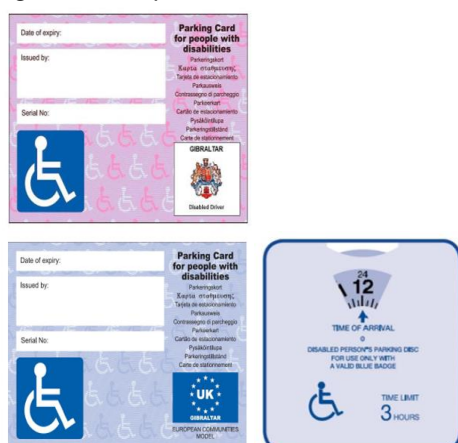 Date of expiry:
Issued by:
Serial No:
Parking Card
for people with
disabilities
Parkeringskort
Κάρτα στάθμευσης
Tarjeta de estacionamiento
Parkausweis
Contrassegno di parcheggio
Parkeerkart
Cartão de estacionamento
Pysäköintilupa
Parkeringstillstånd
Carte de stationnement
GIBRALTAR
Disabled Driver
Date of expiry:
Issued by:
Serial No:
Parking Card
for people with
disabilities
Parkeringskort
Κάρτα στάθμευσης
Tarjeta de estacionamiento
Parkausweis
Contrassegno di parcheggio
Parkeerkart
Cartão de estacionamento
Pysäköintilupa
Parkeringstillstånd
Carte de stationnement
UK
GIBRALTAR
EUROPEAN COMMUNITIES
MODEL
24
12
TIME OF ARRIVAL
DISABLED PERSON'S PARKING DISC
FOR USE ONLY WITH
A VALID BLUE BADGE
TIME LIMIT
3 HOURS